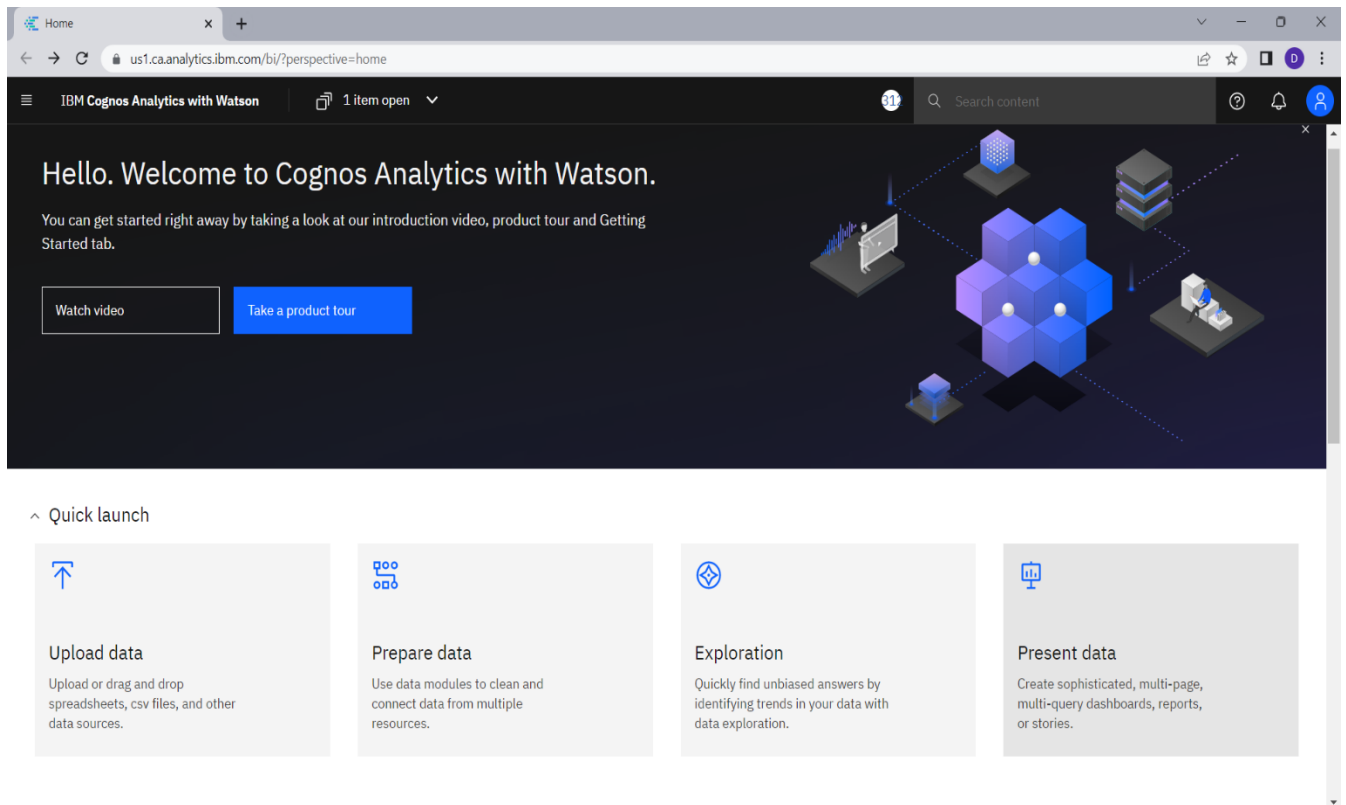 Home
us1.ca.analytics.ibm.com/bi/?perspective=home
D
IBM Cognos Analytics with Watson
1 item open
Search content
Hello. Welcome to Cognos Analytics with Watson.
You can get started right away by taking a look at our introduction video, product tour and Getting
Started tab.
Watch video
Take a product tour
Quick launch
Upload data
Upload or drag and drop
spreadsheets, csv files, and other
data sources.
Prepare data
Use data modules to clean and
connect data from multiple
resources.
Exploration
Quickly find unbiased answers by
identifying trends in your data with
data exploration.
Present data
Create sophisticated, multi-page,
multi-query dashboards, reports,
or stories.